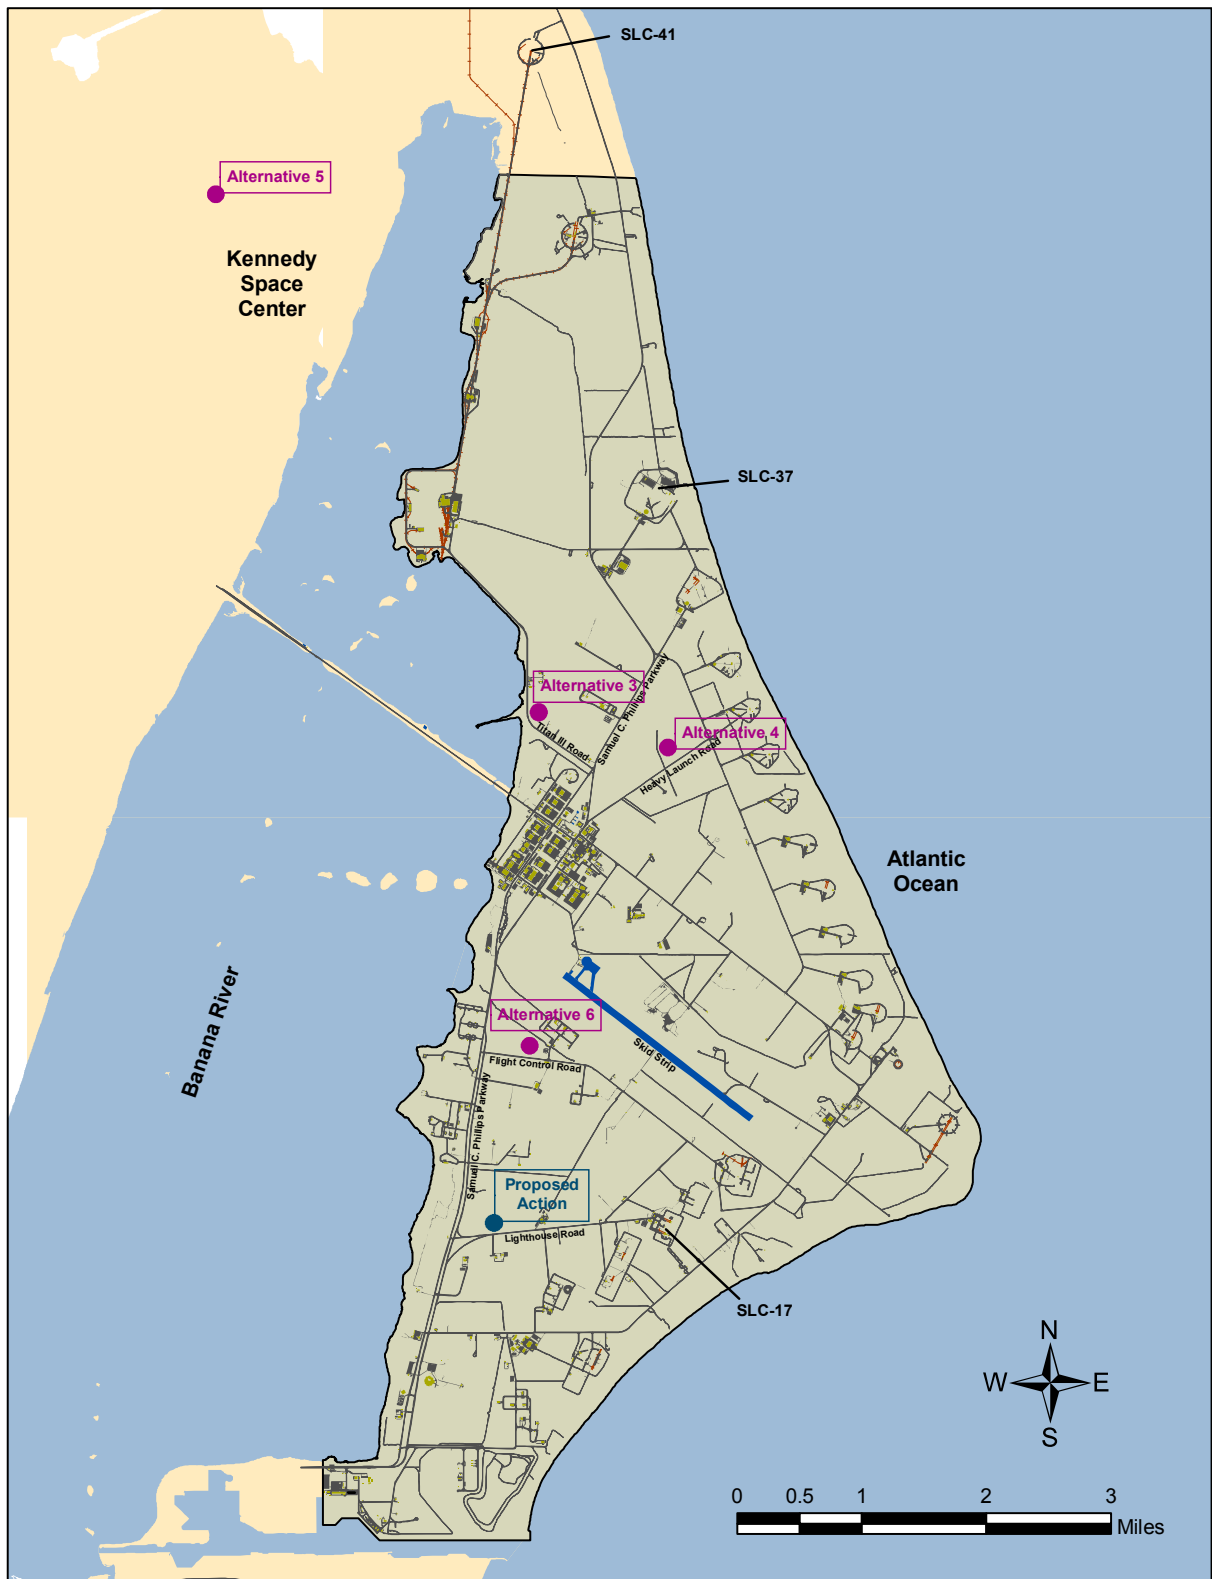 SLC-41
Alternative 5
Kennedy
Space
Center
SLC-37
Alternative 3
Samuel C. Phillips Parkway
Titan III Road
Alternative 4
Heavy Launch Road
Atlantic
Ocean
Banana River
Alternative 6
Skid Strip
Flight Control Road
Samuel C. Phillips Parkway
Proposed
Action
Lighthouse Road
SLC-17
N
W E
S
0 0.5 1 2 3
Miles